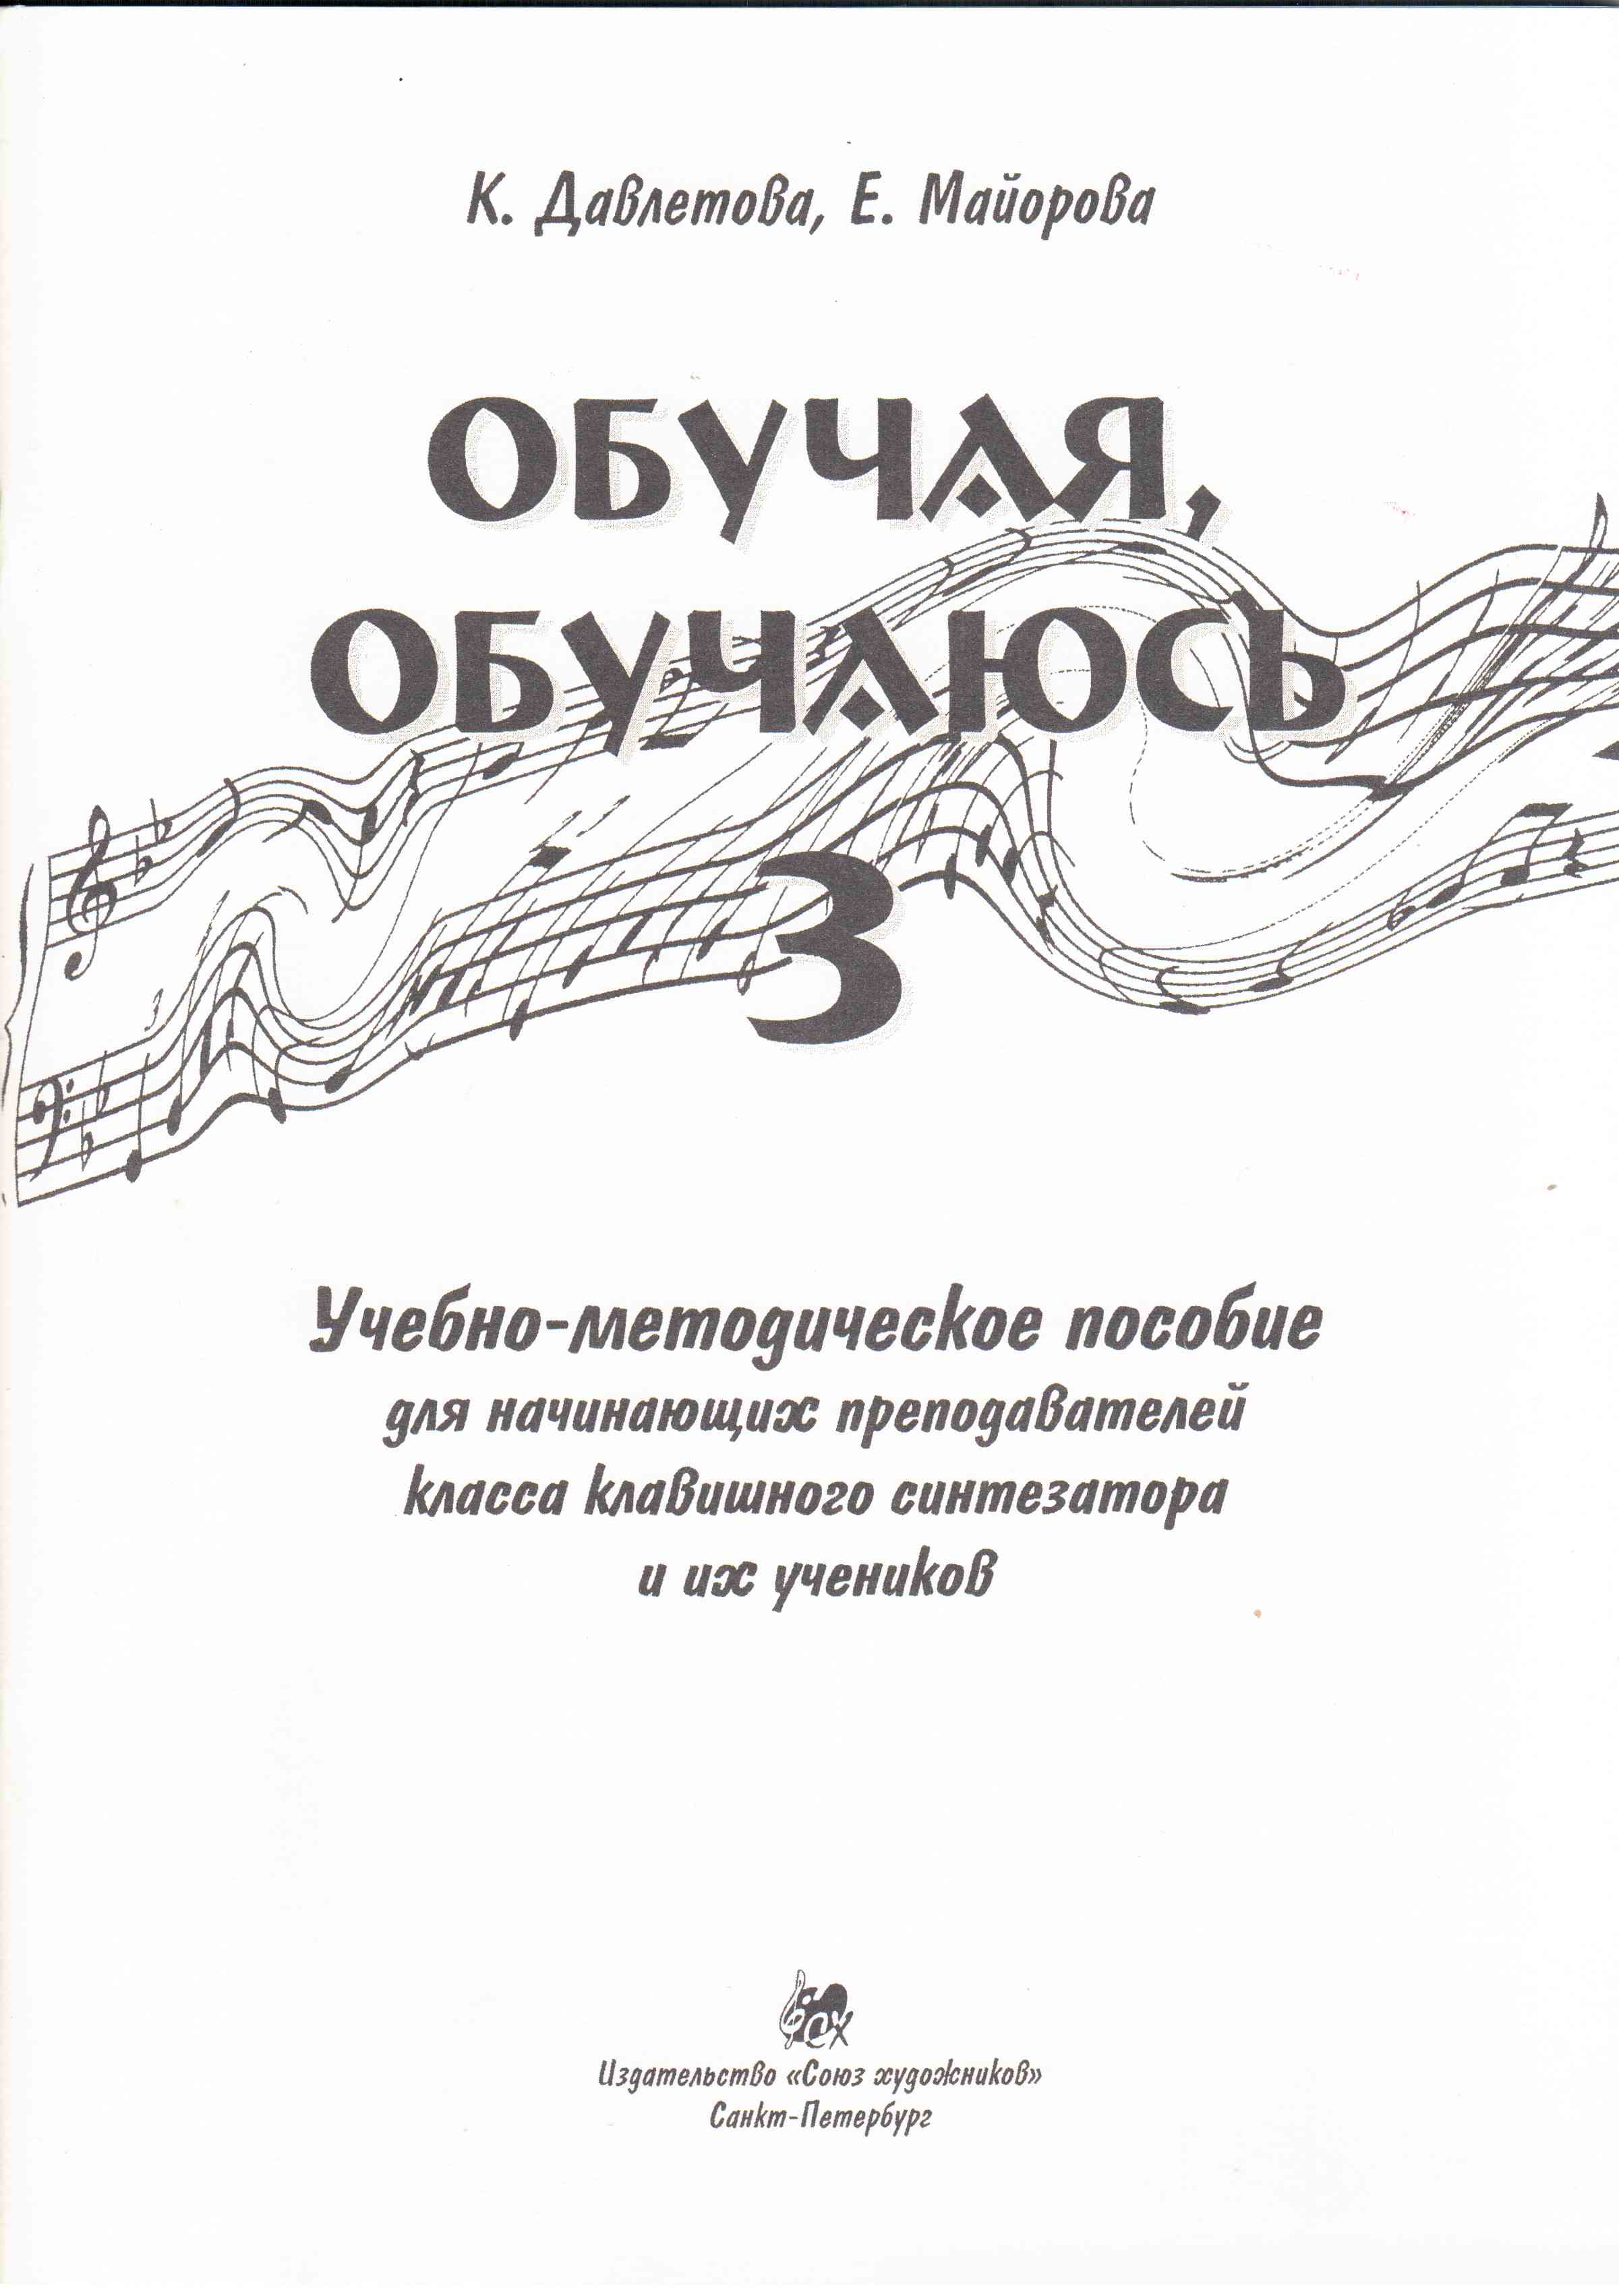 К. Давлетова, Е. Майорова
ОБУЧАЯ,
ОБУЧАЮСЬ
3
Учебно-методическое пособие
для начинающих преподавателей
класса клавишного синтезатора
и их учеников
Издательство «Союз художников»
Санкт-Петербург